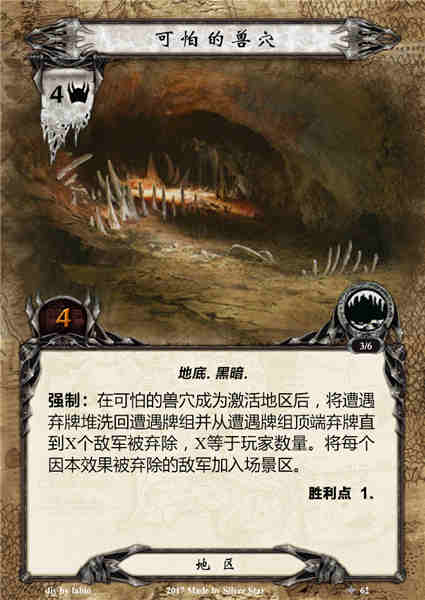 可怕的兽穴
4
4
3/6
地底. 黑暗.
强制：在可怕的兽穴成为激活地区后，将遭遇
弃牌堆洗回遭遇牌组并从遭遇牌组顶端弃牌直
到X个敌军被弃除，X等于玩家数量。将每个
因本效果被弃除的敌军加入场景区。
胜利点 1.
地 区
diy by fabio
2017 Made by Silver Star
62